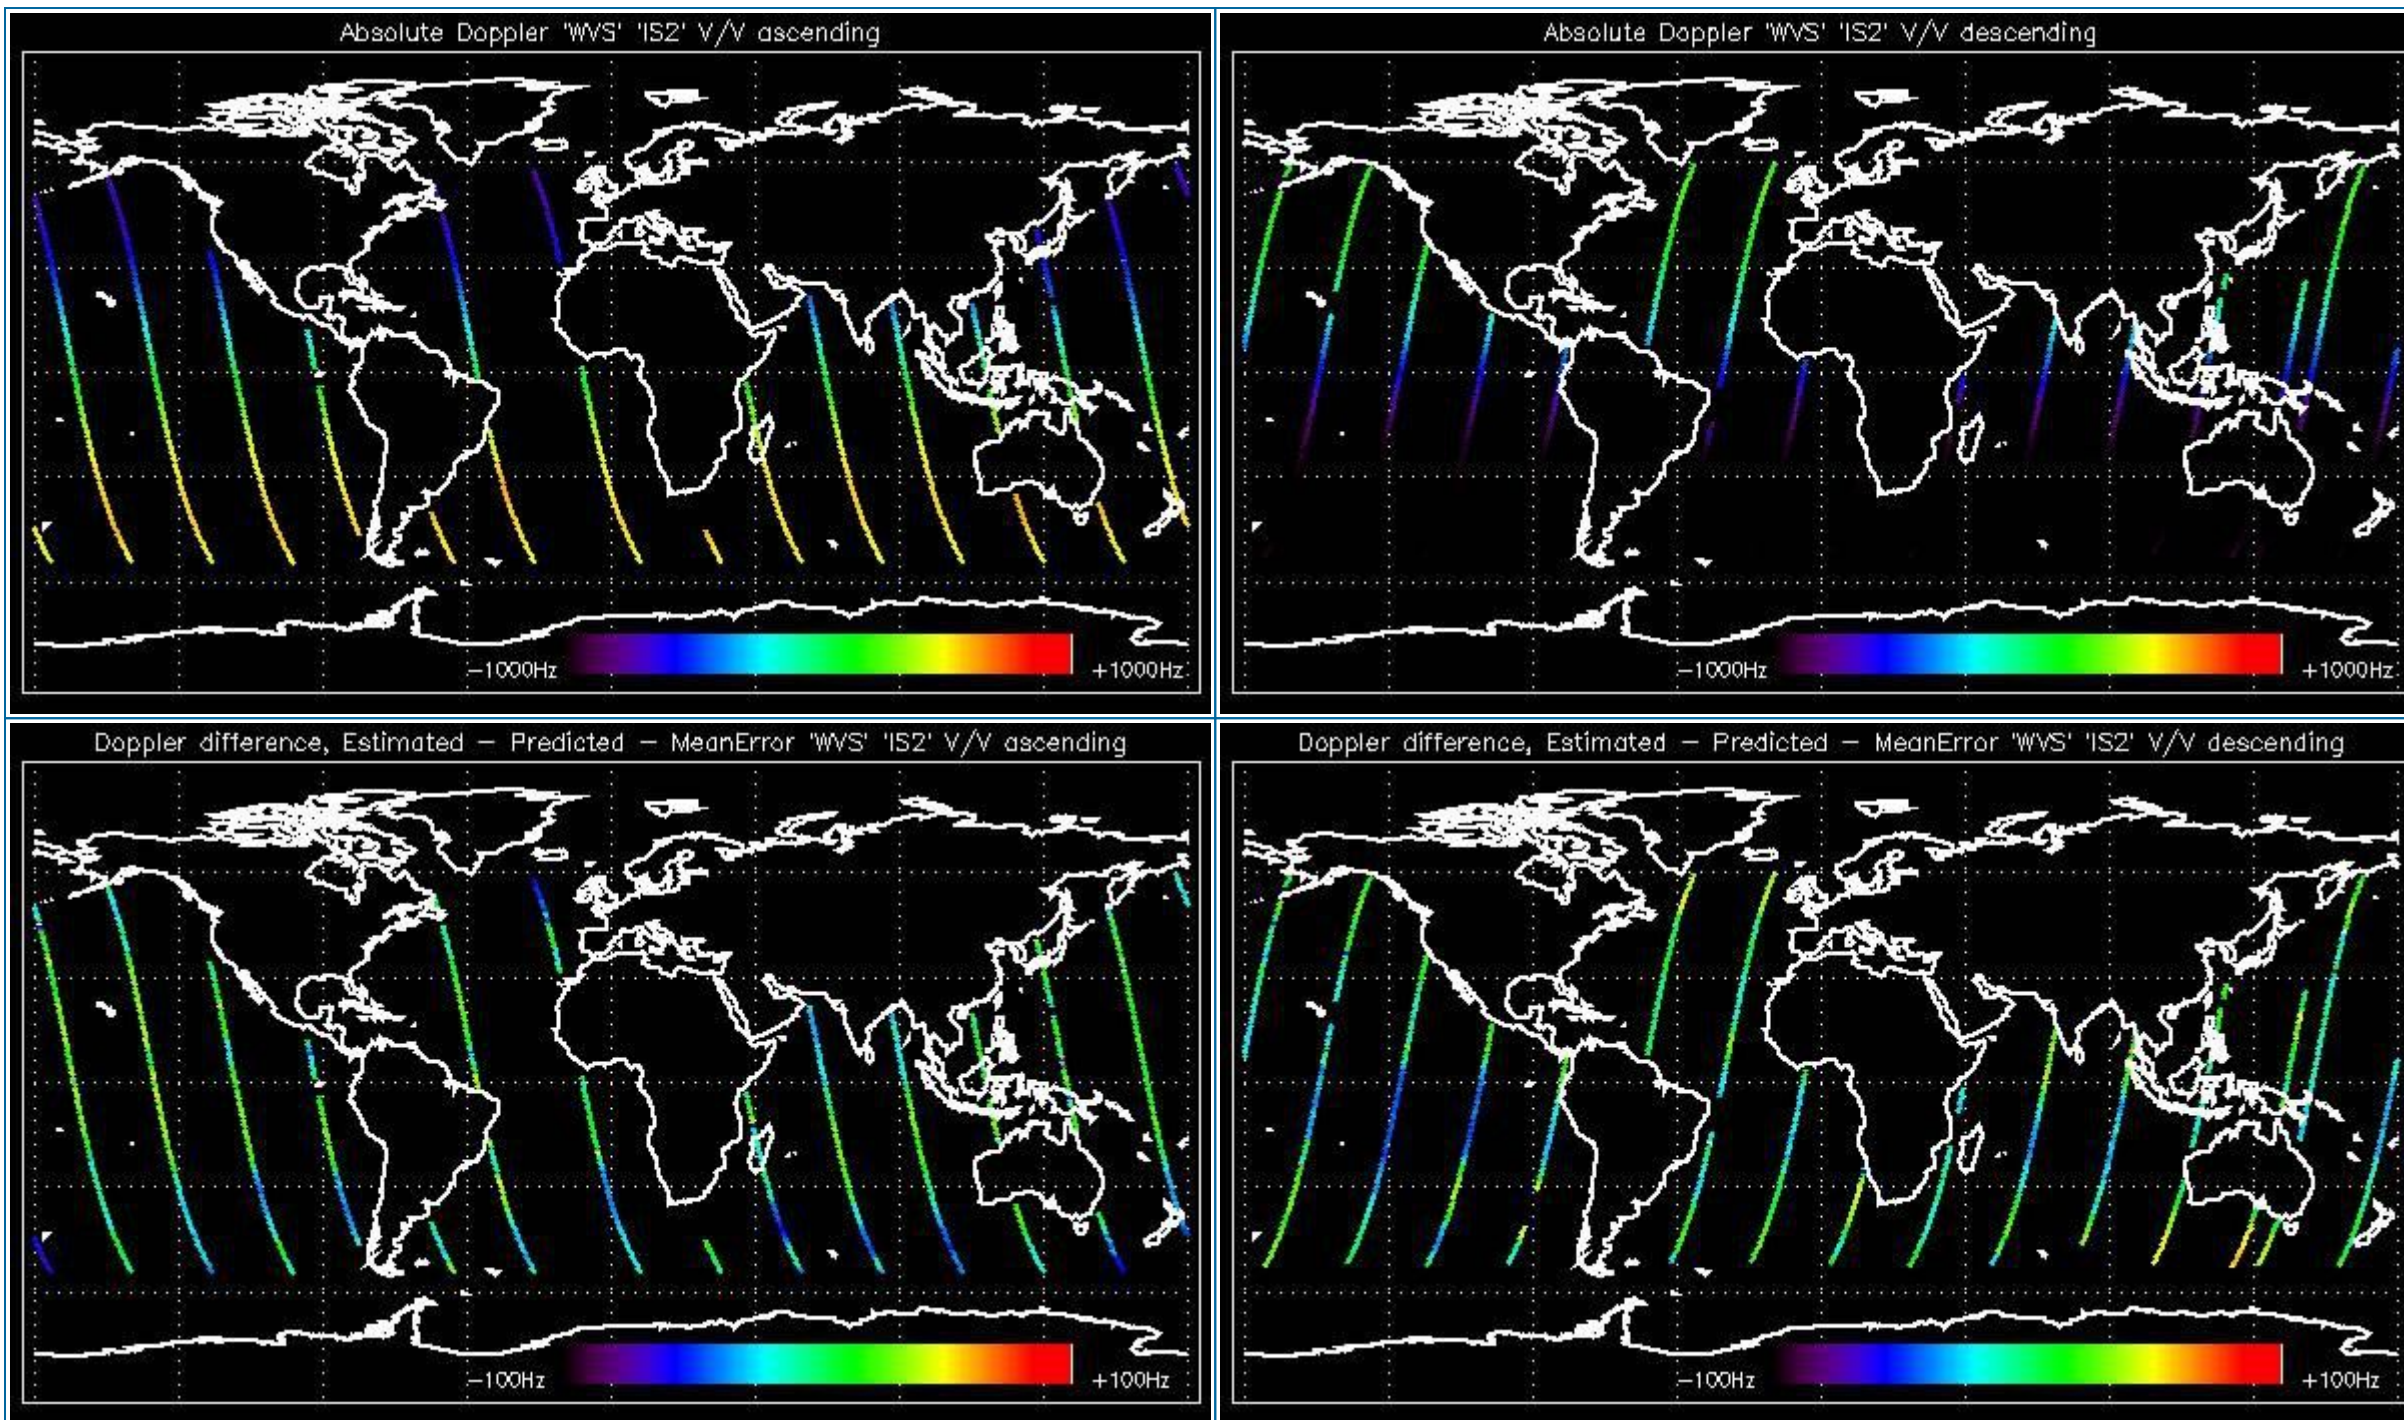 Absolute Doppler 'WVS' 'IS2' V/V ascending
-1000Hz
+1000Hz
Absolute Doppler 'WVS' 'IS2' V/V descending
-1000Hz
+1000Hz
Doppler difference, Estimated - Predicted - MeanError 'WVS' 'IS2' V/V ascending
-100Hz
+100Hz
Doppler difference, Estimated - Predicted - MeanError 'WVS' 'IS2' V/V descending
-100Hz
+100Hz